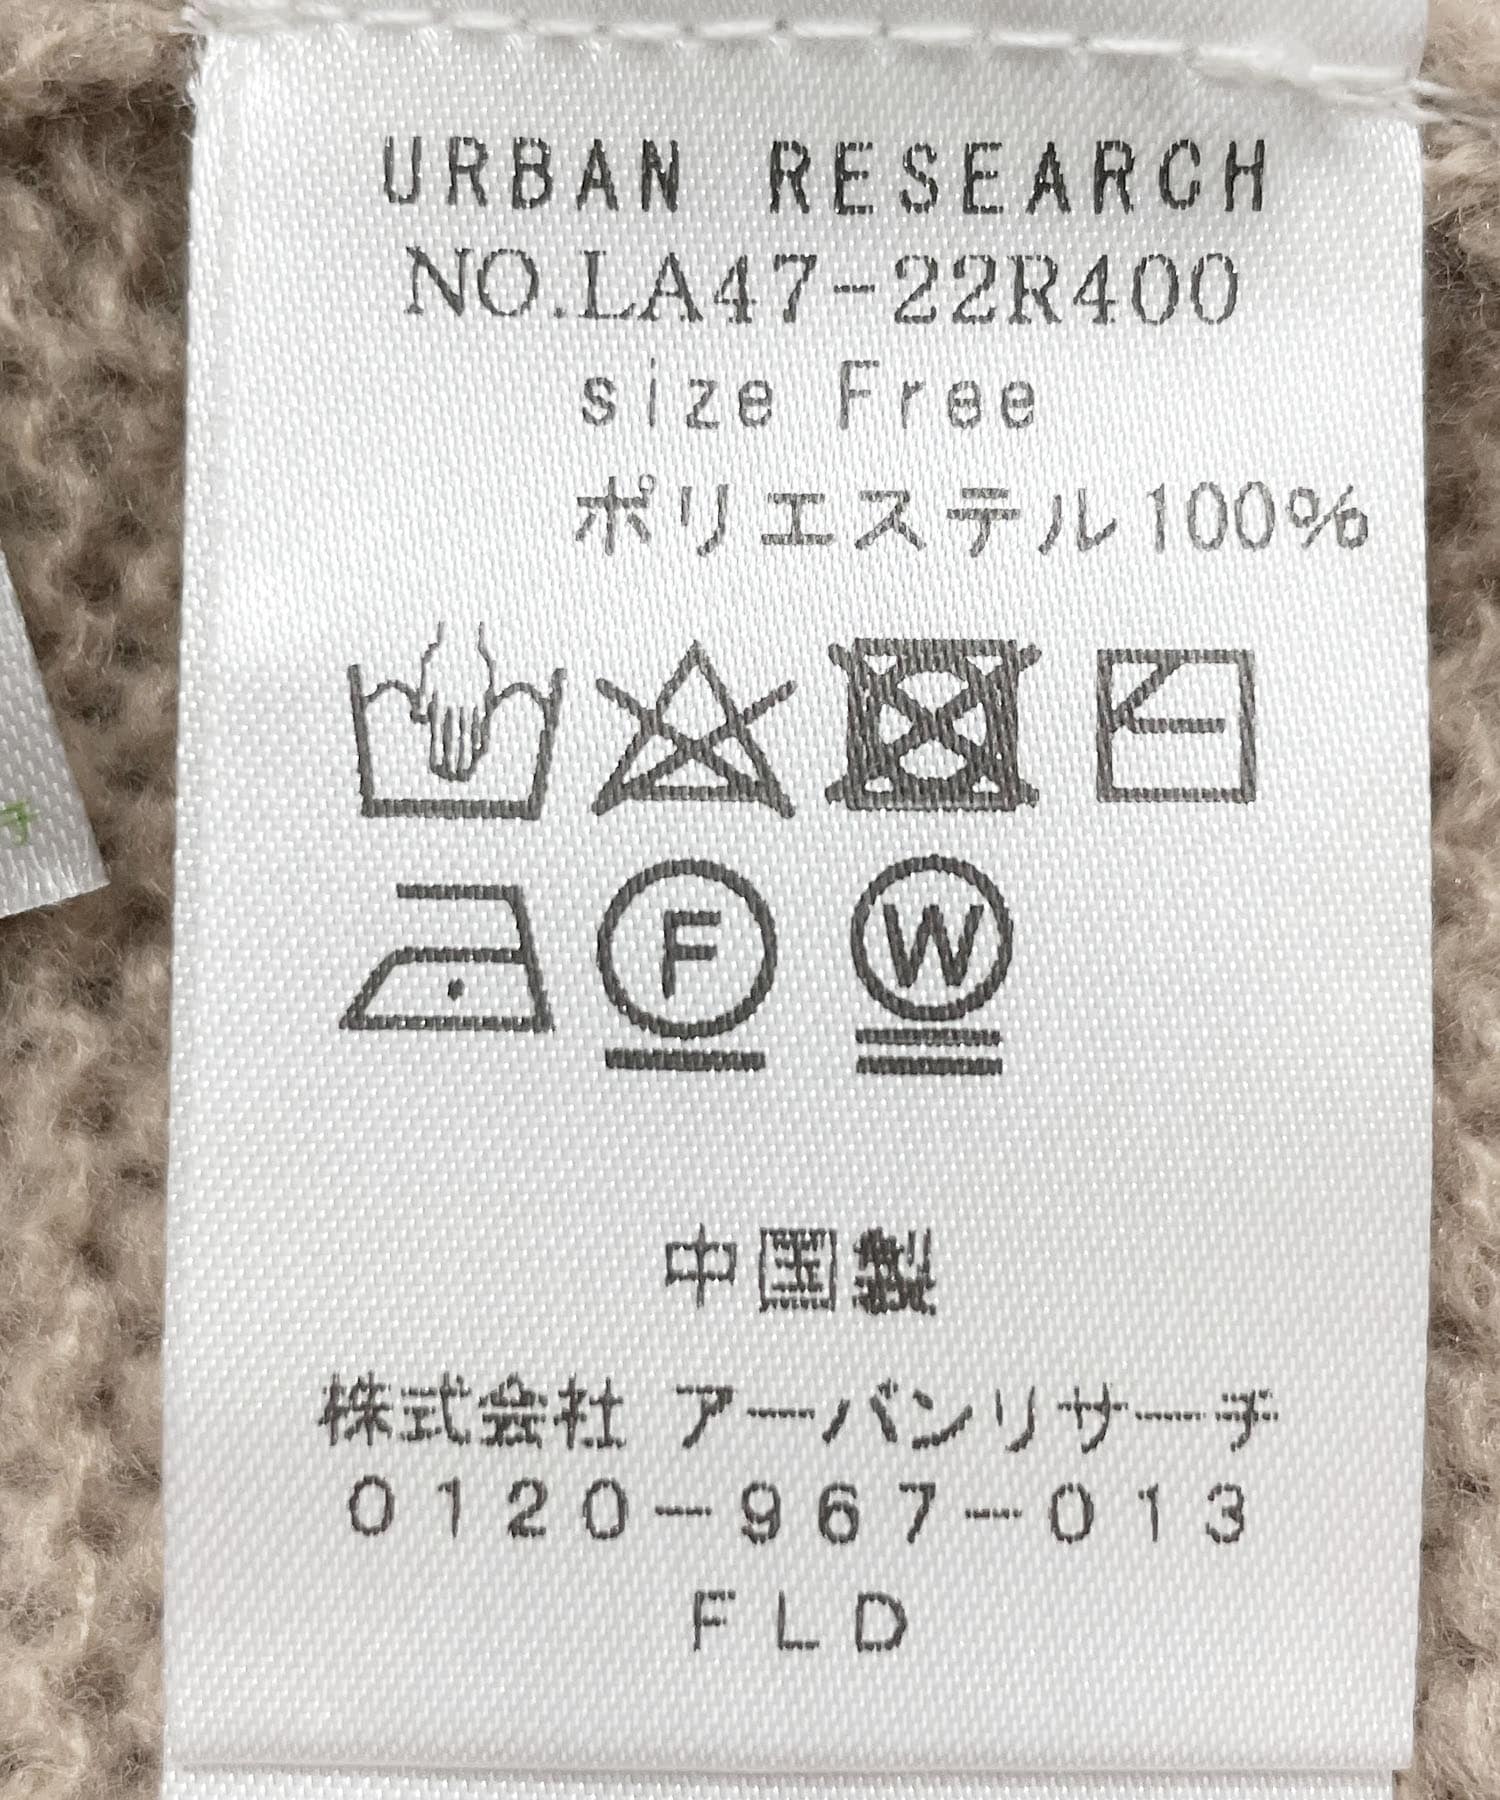 URBAN RESEARCH
NO.LA47-22R400
size Free
ポリエステル100%
F W
中国製
株式会社 アーバンリサーチ
0120-967-013
FLD